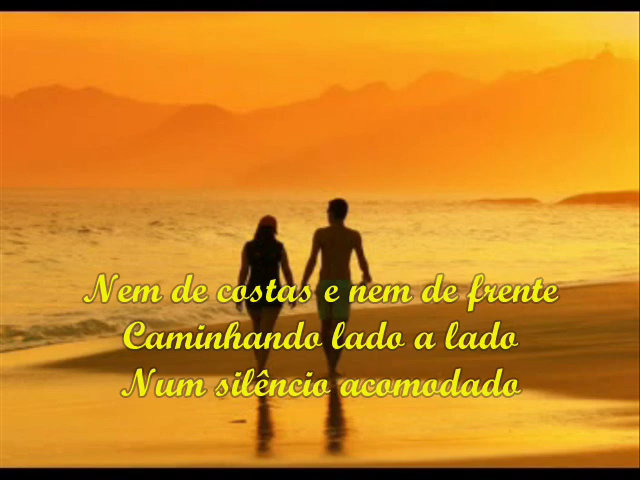 Nem de costas e nem de frente
Caminhando lado a lado
Num silêncio acomodado